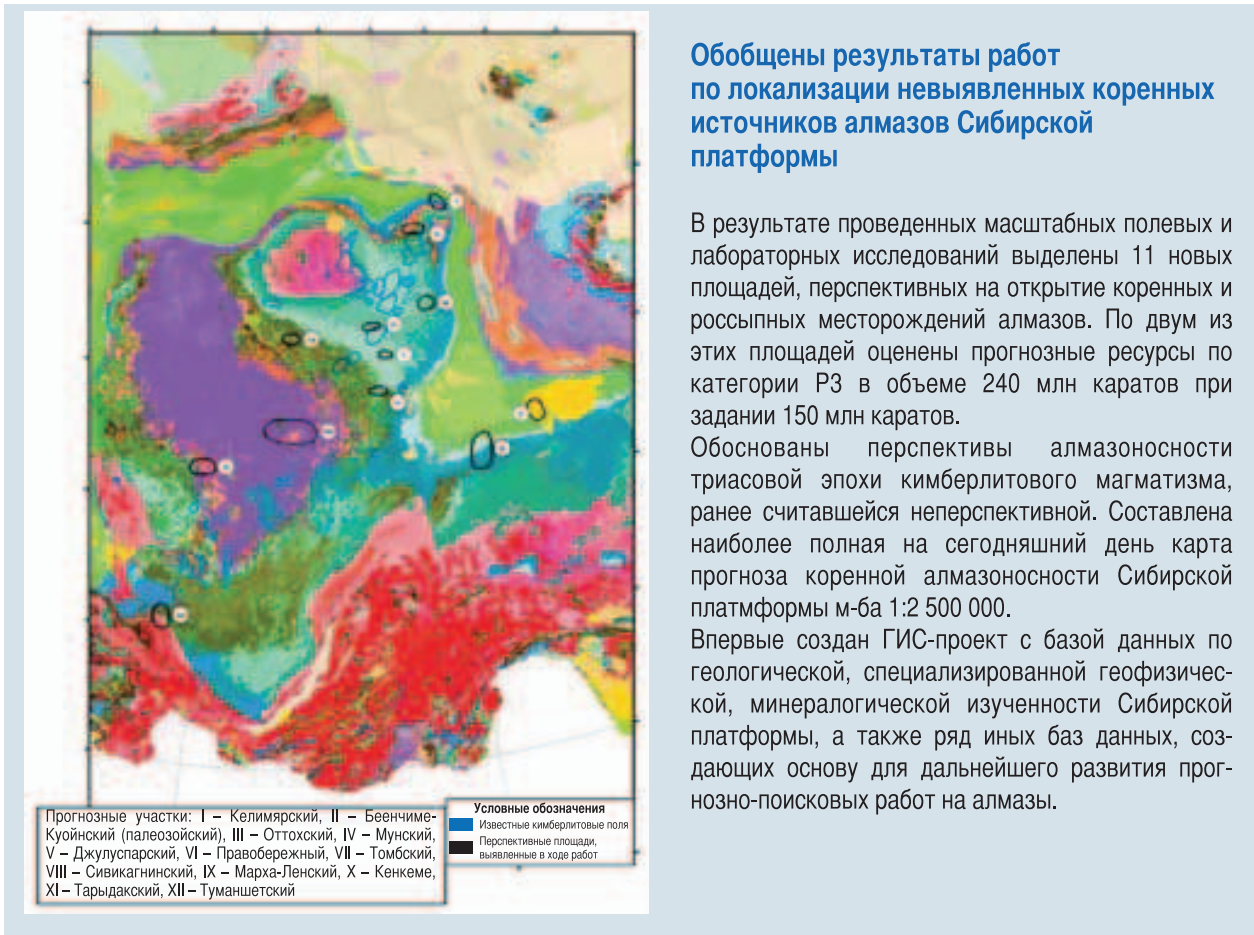 Обобщены результаты работ
по локализации невыявленных коренных
источников алмазов Сибирской
платформы
В результате проведенных масштабных полевых и
лабораторных исследований выделены 11 новых
площадей, перспективных на открытие коренных и
россыпных месторождений алмазов. По двум из
этих площадей оценены прогнозные ресурсы по
категории Р3 в объеме 240 млн каратов при
задании 150 млн каратов.
Обоснованы перспективы алмазоносности
триасовой эпохи кимберлитового магматизма,
ранее считавшейся неперспективной. Составлена
наиболее полная на сегодняшний день карта
прогноза коренной алмазоносности Сибирской
платмформы м-ба 1:2 500 000.
Впервые создан ГИС-проект с базой данных по
геологической, специализированной геофизичес-
кой, минералогической изученности Сибирской
платформы, а также ряд иных баз данных, соз-
дающих основу для дальнейшего развития прог-
нозно-поисковых работ на алмазы.
Прогнозные участки: I – Келимярский, II – Беенчиме-
Куойнский (палеозойский), III – Оттохский, IV – Мунский,
V – Джулуспарский, VI – Правобережный, VII – Томбский,
VIII – Сивикагнинский, IX – Марха-Ленский, X – Кенкеме,
XI – Тарыдакский, XII – Туманшетский
Условные обозначения
Известные кимберлитовые поля
Перспективные площади,
выявленные в ходе работ